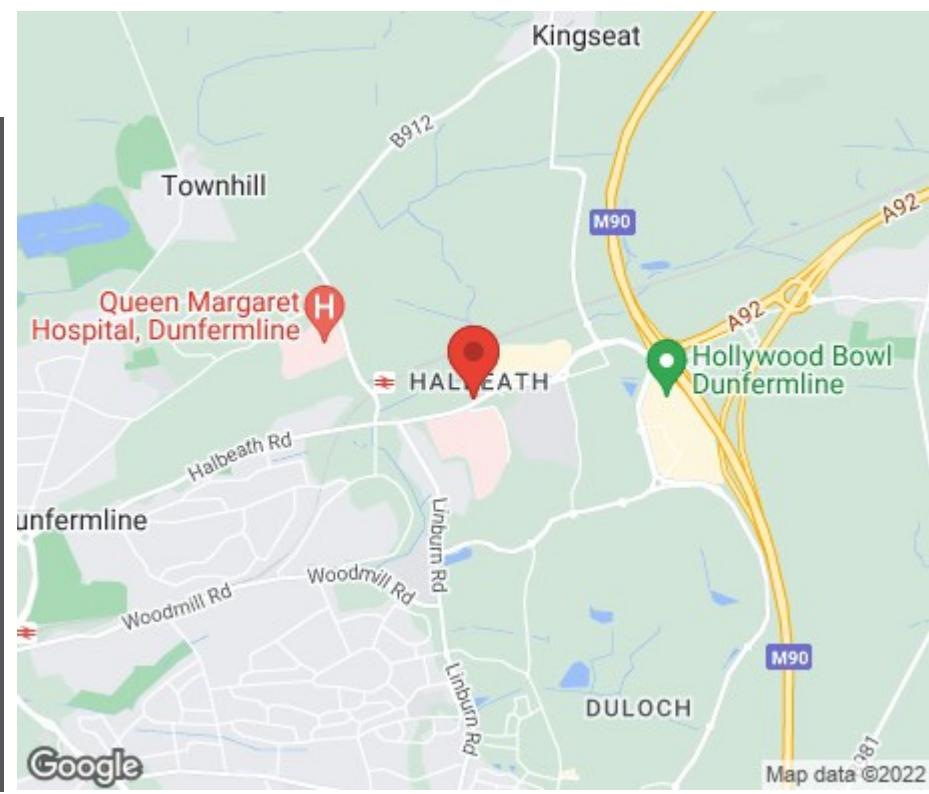 Kingseat
B912
Townhill
M90
A92
Queen Margaret
Hospital, Dunfermline
H
A92
Hollywood Bowl
Dunfermline
HALBEATH
Halbeath Rd
unfermline
Linburn Rd
Woodmill Rd
Woodmill Rd
M90
Linburn Rd
DULOCH
981
Google
Map data ©2022